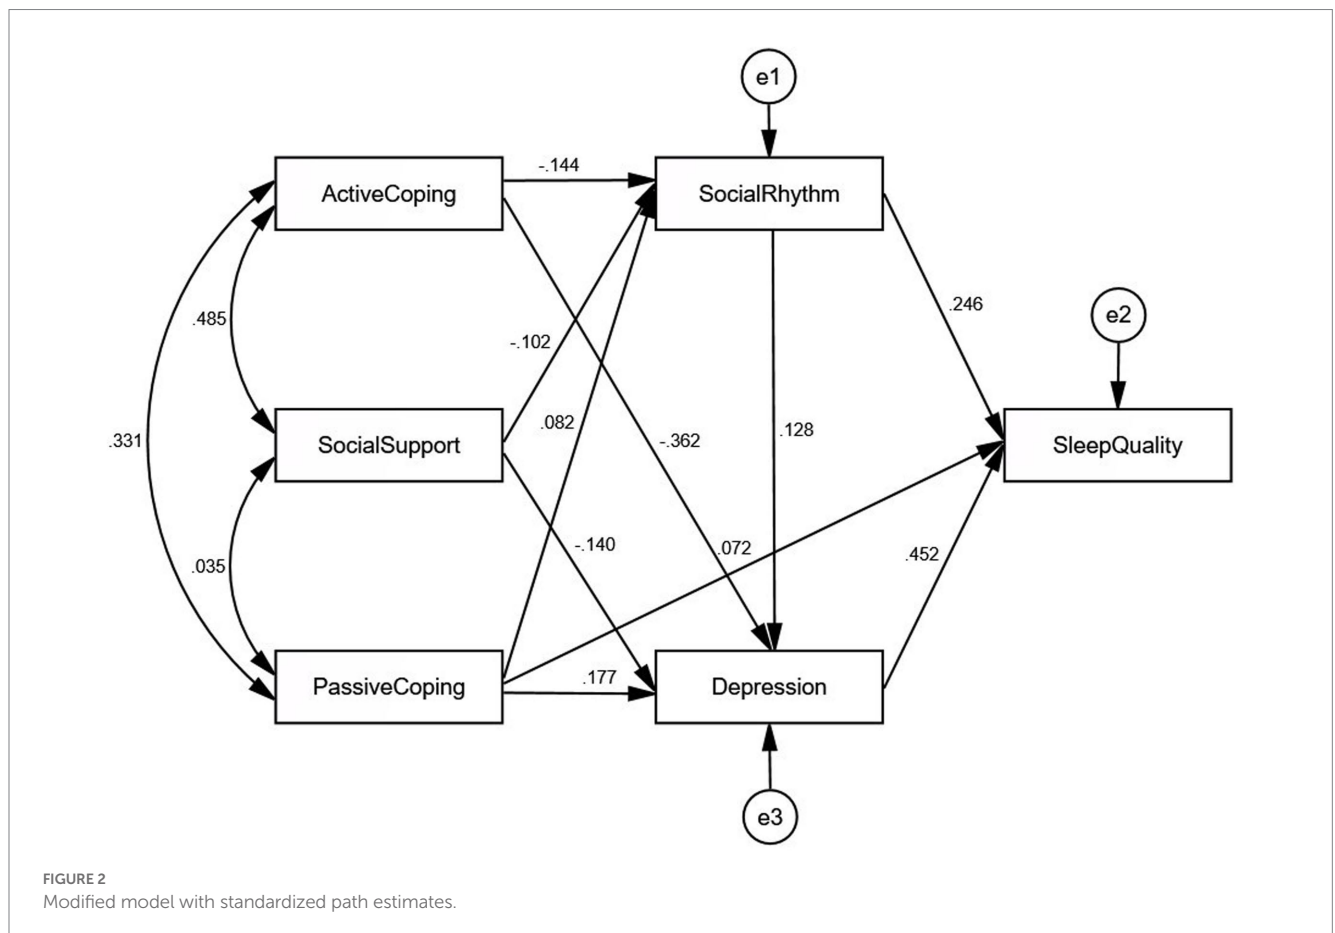 e1
-.144
ActiveCoping
SocialRhythm
.485
.246
e2
-.102
.331
.082
-.362
.128
SocialSupport
SleepQuality
.035
-.140
.072
.452
.177
PassiveCoping
Depression
e3
FIGURE 2
Modified model with standardized path estimates.